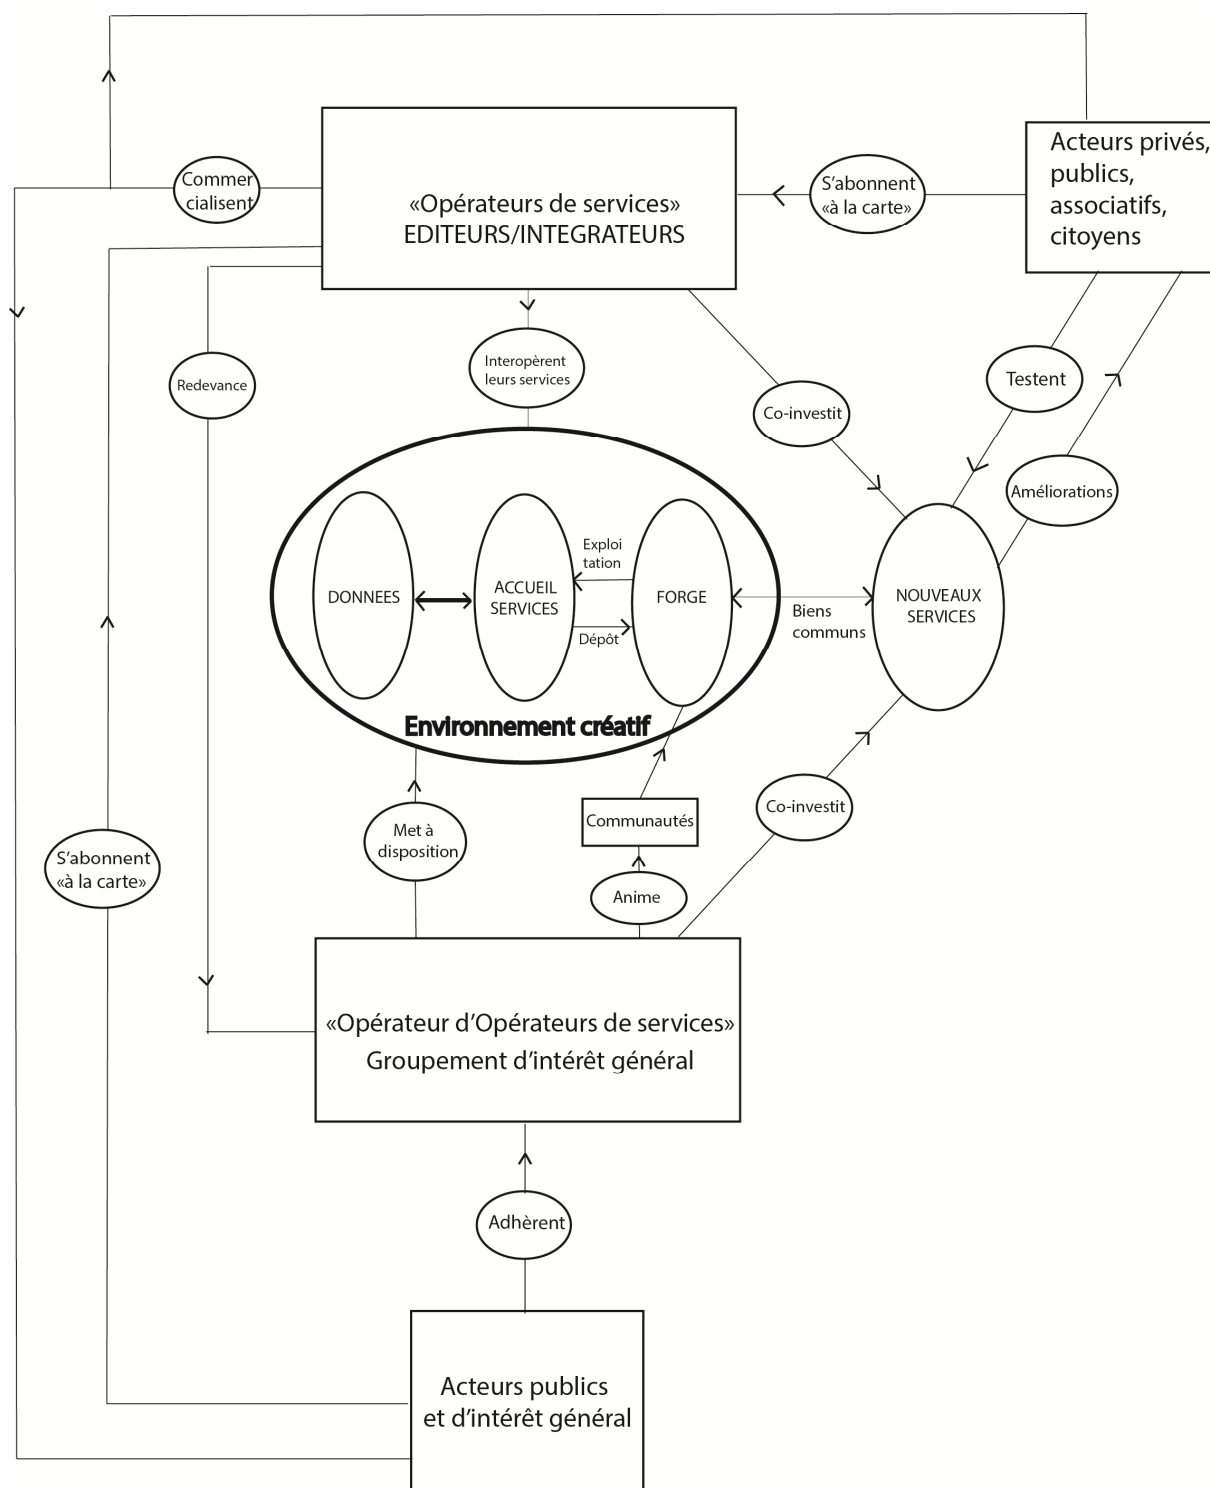 Acteurs privés,
publics,
associatifs,
citoyens
Commer
cialisent
S'abonnent
«à la carte»
«Opérateurs de services»
EDITEURS/INTEGRATEURS
Redevance
Interopèrent
leurs services
Testent
Co-investit
Améliorations
Exploi
tation
DONNEES
ACCUEIL
SERVICES
FORGE
NOUVEAUX
SERVICES
Biens
communs
Dépôt
Environnement créatif
Co-investit
Communautés
Met à
disposition
S'abonnent
«à la carte»
Anime
«Opérateur d'Opérateurs de services»
Groupement d'intérêt général
Adhèrent
Acteurs publics
et d'intérêt général